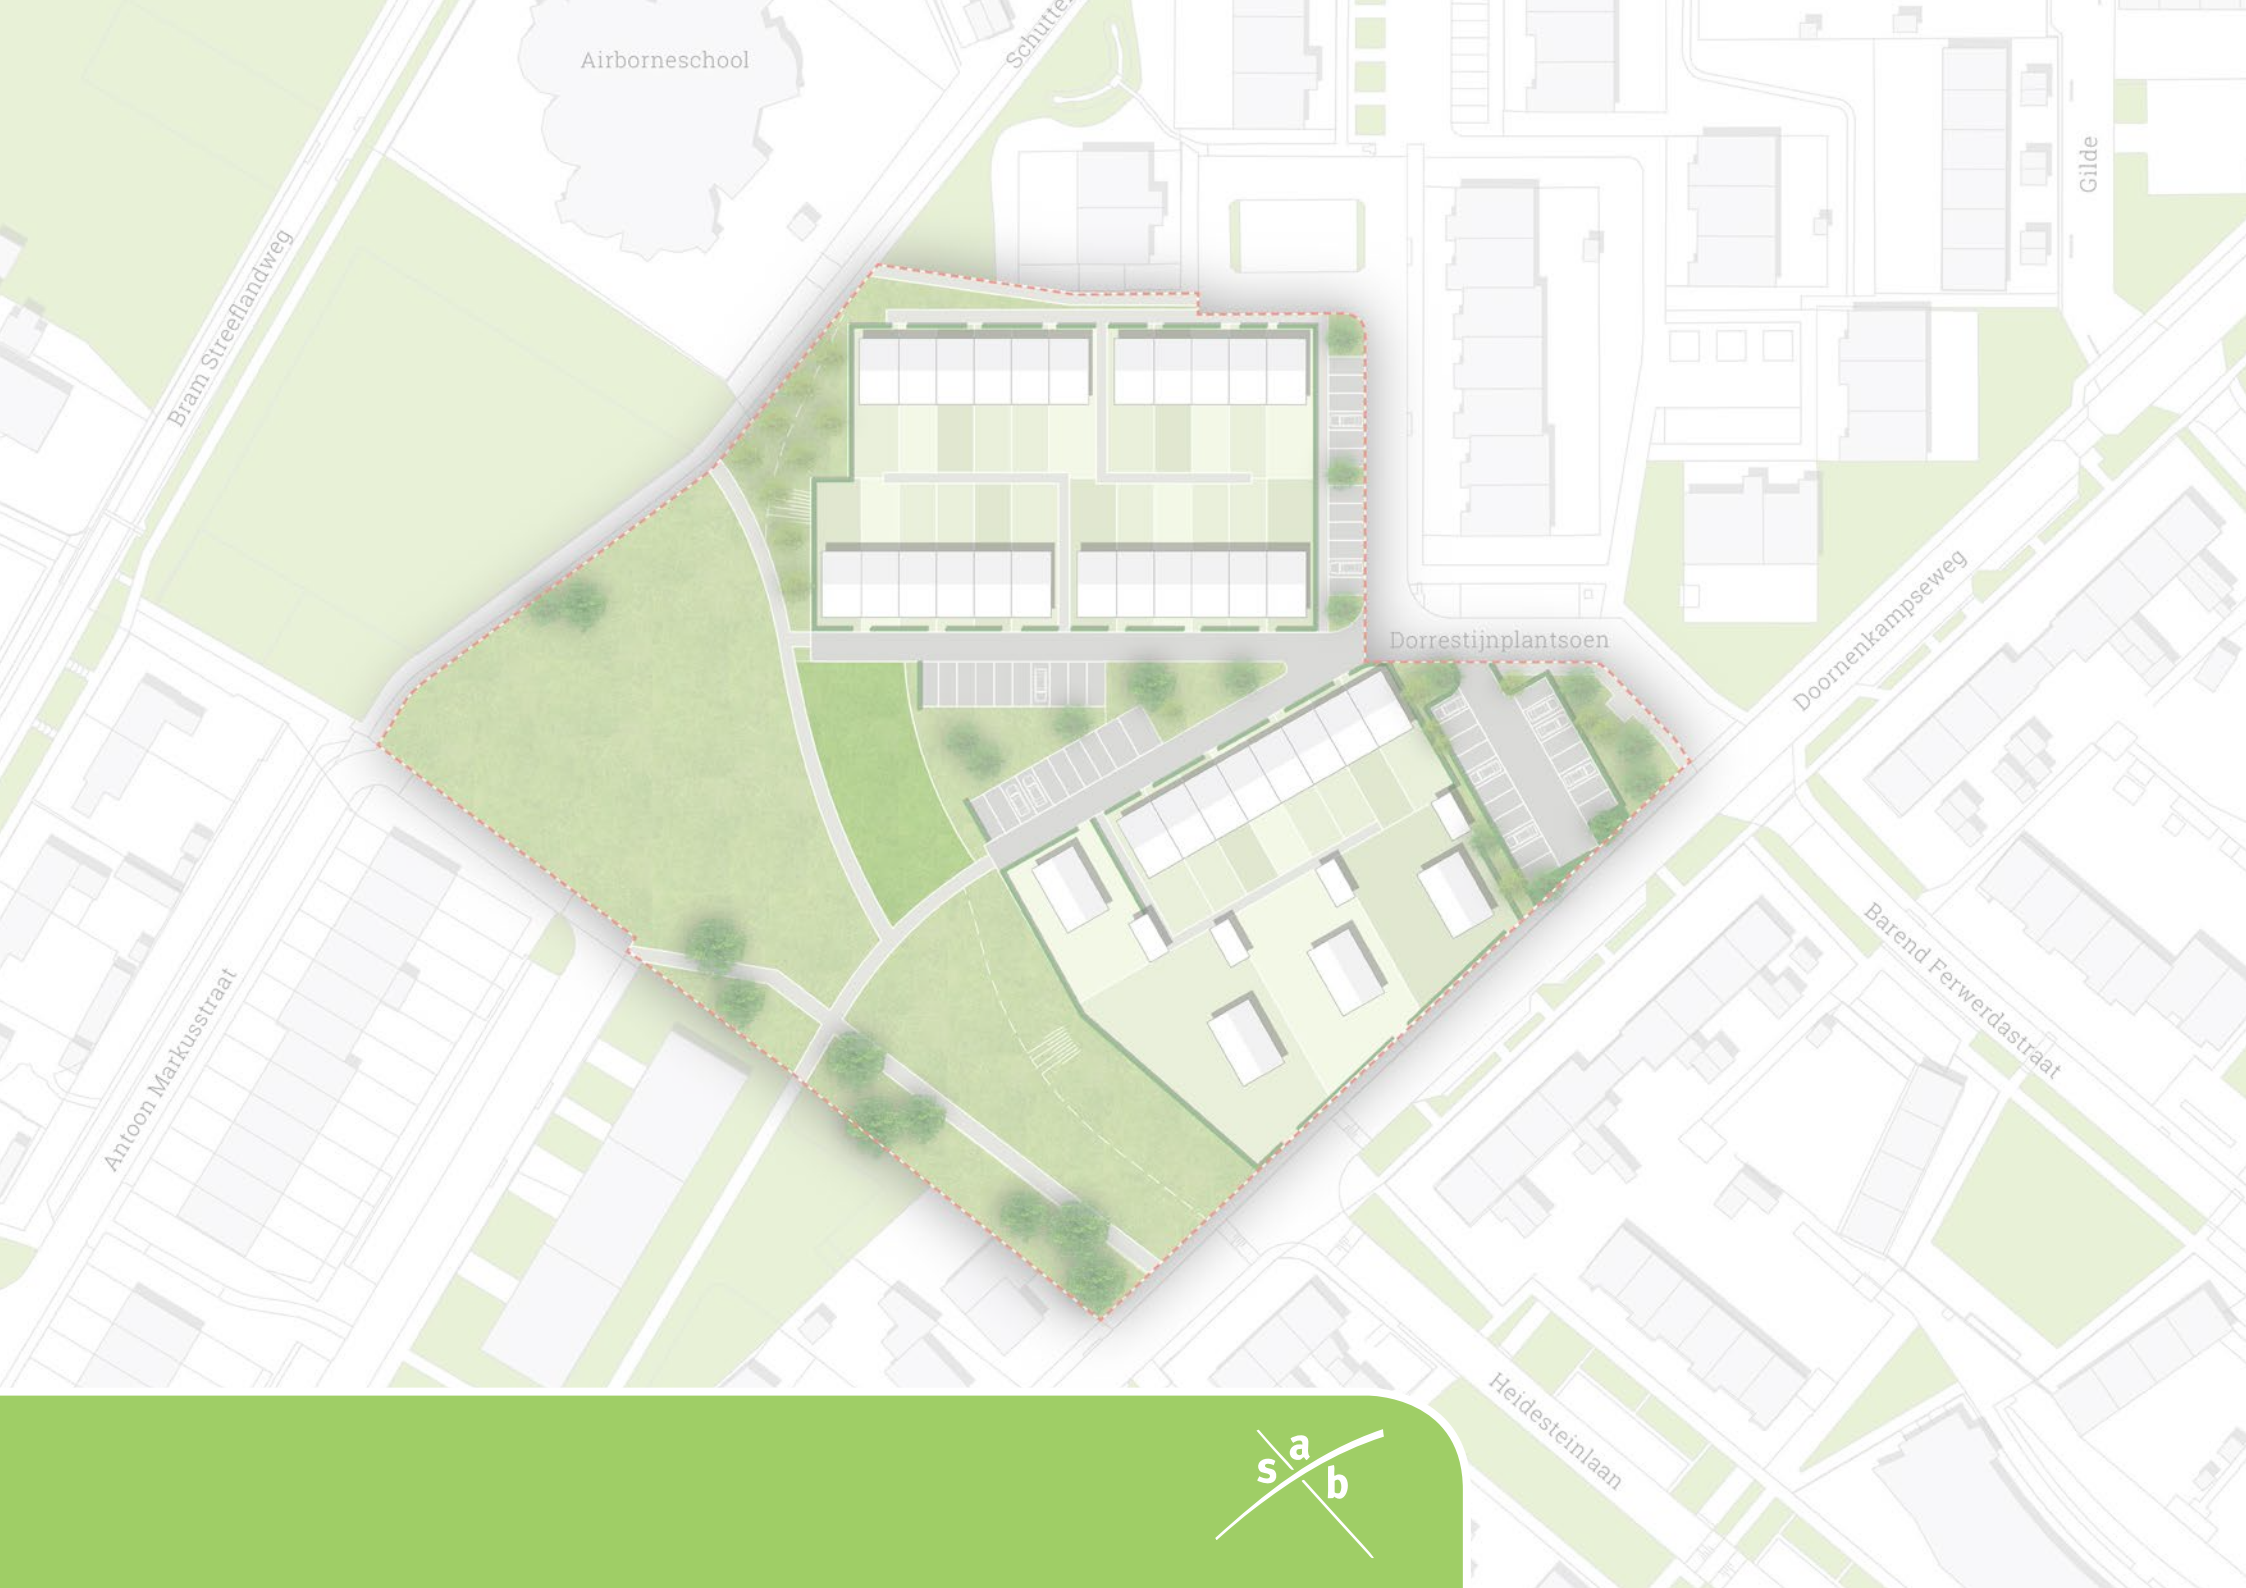 Airborneschool
Gilde
Bram Streeflandweg
Dorrestijnplantsoen
Doornenkampseweg
Barend Ferwerdastraat
Antoon Markusstraat
Heidesteinlaan
s a b